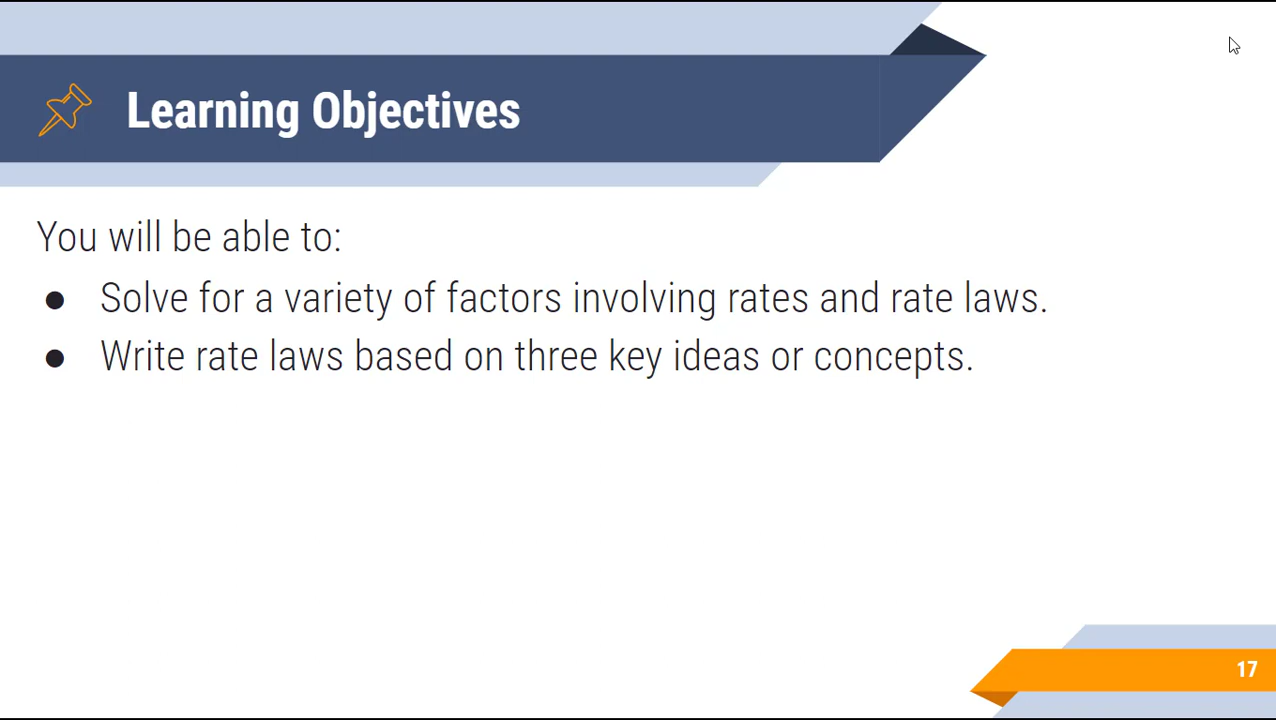 Learning Objectives
You will be able to:
● Solve for a variety of factors involving rates and rate laws.
● Write rate laws based on three key ideas or concepts.
17